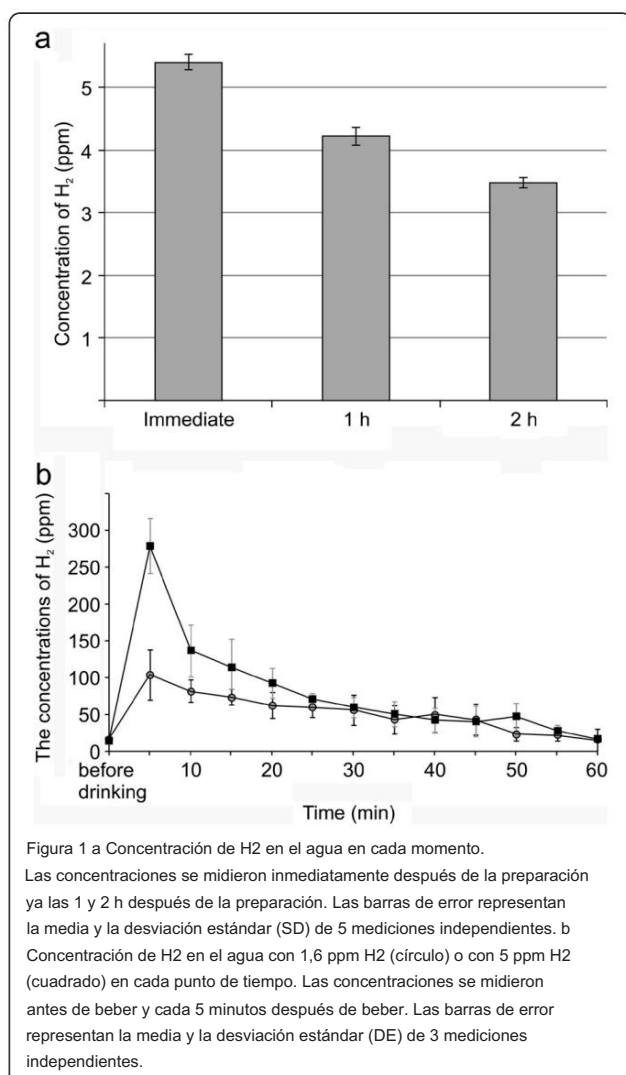 a
Concentration of H2 (ppm)
5
4
3
2
1
Immediate 1 h 2 h
b
The concentrations of H2 (ppm)
300
250
200
150
100
50
0
before drinking 10 20 30 40 50 60
Time (min)
Figura 1 a Concentración de H2 en el agua en cada momento.
Las concentraciones se midieron inmediatamente después de la preparación
ya las 1 y 2 h después de la preparación. Las barras de error representan
la media y la desviación estándar (SD) de 5 mediciones independientes. b
Concentración de H2 en el agua con 1,6 ppm H2 (círculo) o con 5 ppm H2
(cuadrado) en cada punto de tiempo. Las concentraciones se midieron
antes de beber y cada 5 minutos después de beber. Las barras de error
representan la media y la desviación estándar (DE) de 3 mediciones
independientes.